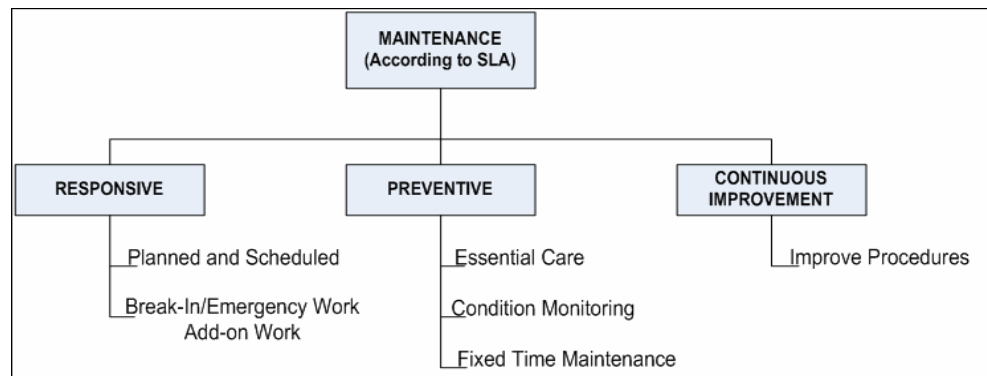 MAINTENANCE
(According to SLA)
RESPONSIVE
PREVENTIVE
CONTINUOUS
IMPROVEMENT
Planned and Scheduled
Break-In/Emergency Work
Add-on Work
Essential Care
Condition Monitoring
Fixed Time Maintenance
Improve Procedures